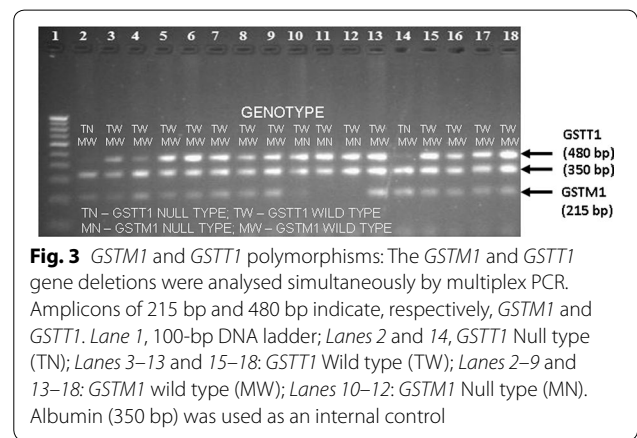 1 2 3 4 5 6 7 8 9 10 11 12 13 14 15 16 17 18
GENOTYPE
TN TW TW TW TW TW TW TW TW TW TW TW TN TW TW TW TW
MW MW MW MW MW MW MW MW MN MN MN MW MW MW MW MW MW
GSTT1
(480 bp)
(350 bp)
GSTM1
(215 bp)
TN – GSTT1 NULL TYPE; TW – GSTT1 WILD TYPE
MN – GSTM1 NULL TYPE; MW – GSTM1 WILD TYPE
Fig. 3 GSTM1 and GSTT1 polymorphisms: The GSTM1 and GSTT1
gene deletions were analysed simultaneously by multiplex PCR.
Amplicons of 215 bp and 480 bp indicate, respectively, GSTM1 and
GSTT1. Lane 1, 100-bp DNA ladder; Lanes 2 and 14, GSTT1 Null type
(TN); Lanes 3–13 and 15–18: GSTT1 Wild type (TW); Lanes 2–9 and
13–18: GSTM1 wild type (MW); Lanes 10–12: GSTM1 Null type (MN).
Albumin (350 bp) was used as an internal control